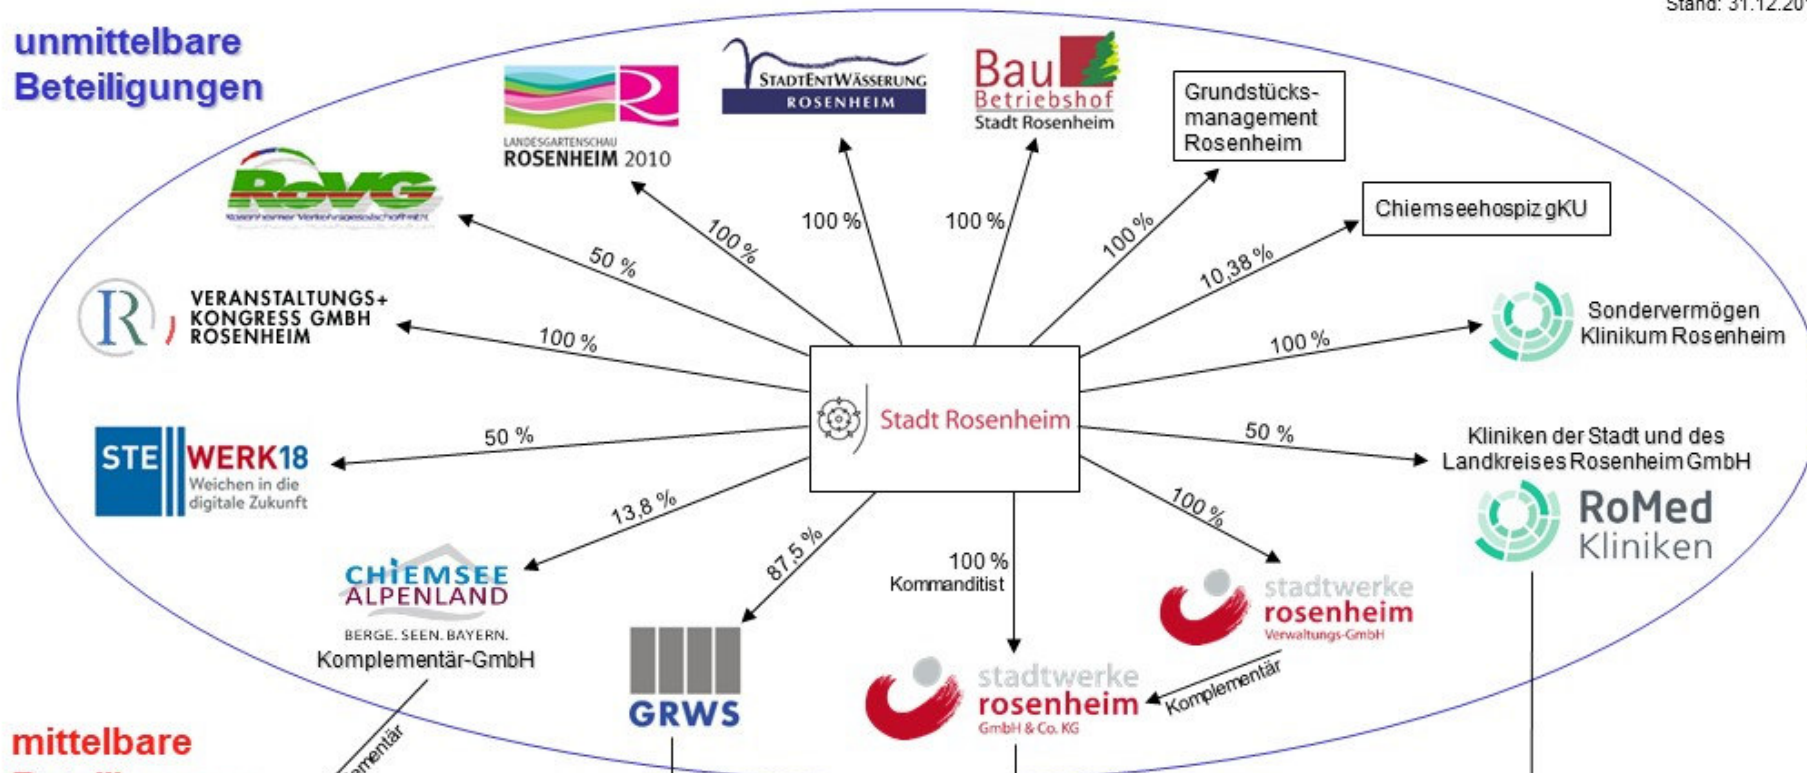 Stand: 31.12.201
unmittelbare
Beteiligungen
STADTENTWÄSSERUNG
ROSENHEIM
Bau
Betriebshof
Stadt Rosenheim
Grundstücks-
management
Rosenheim
LANDESGARTENSCHAU
ROSENHEIM 2010
RoVG
Rosenheimer Verkehrsgesellschaft mbH
Chiemseehospiz gKU
100 %
100 %
100 %
100 %
50 %
10,38 %
VERANSTALTUNGS+
KONGRESS GMBH
ROSENHEIM
100 %
100 %
Sondervermögen
Klinikum Rosenheim
Stadt Rosenheim
STE WERK18
Weichen in die
digitale Zukunft
50 %
50 %
Kliniken der Stadt und des
Landkreises Rosenheim GmbH
RoMed
Kliniken
13,8 %
87,5 %
100 %
Kommanditist
100 %
CHIEMSEE
ALPENLAND
BERGE. SEEN. BAYERN.
Komplementär-GmbH
GRWS
stadtwerke
rosenheim
Verwaltungs-GmbH
stadtwerke
rosenheim
GmbH & Co. KG
Komplementär
mittelbare